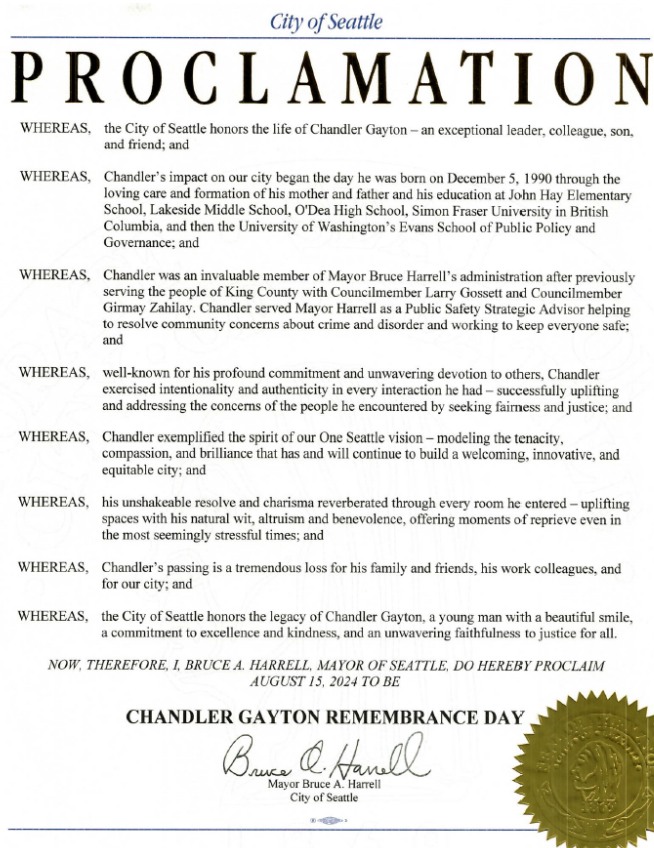 City of Seattle
PROCLAMATION
WHEREAS, the City of Seattle honors the life of Chandler Gayton – an exceptional leader, colleague, son,
and friend; and
WHEREAS, Chandler's impact on our city began the day he was born on December 5, 1990 through the
loving care and formation of his mother and father and his education at John Hay Elementary
School, Lakeside Middle School, O'Dea High School, Simon Fraser University in British
Columbia, and then the University of Washington's Evans School of Public Policy and
Governance; and
WHEREAS, Chandler was an invaluable member of Mayor Bruce Harrell's administration after previously
serving the people of King County with Councilmember Larry Gossett and Councilmember
Girmay Zahilay. Chandler served Mayor Harrell as a Public Safety Strategic Advisor helping
to resolve community concerns about crime and disorder and working to keep everyone safe;
and
WHEREAS, well-known for his profound commitment and unwavering devotion to others, Chandler
exercised intentionality and authenticity in every interaction he had – successfully uplifting
and addressing the concerns of the people he encountered by seeking fairness and justice; and
WHEREAS, Chandler exemplified the spirit of our One Seattle vision – modeling the tenacity,
compassion, and brilliance that has and will continue to build a welcoming, innovative, and
equitable city; and
WHEREAS, his unshakeable resolve and charisma reverberated through every room he entered – uplifting
spaces with his natural wit, altruism and benevolence, offering moments of reprieve even in
the most seemingly stressful times; and
WHEREAS, Chandler's passing is a tremendous loss for his family and friends, his work colleagues, and
for our city; and
WHEREAS, the City of Seattle honors the legacy of Chandler Gayton, a young man with a beautiful smile,
a commitment to excellence and kindness, and an unwavering faithfulness to justice for all.
NOW, THEREFORE, I, BRUCE A. HARRELL, MAYOR OF SEATTLE, DO HEREBY PROCLAIM
AUGUST 15, 2024 TO BE
CHANDLER GAYTON REMEMBRANCE DAY
Bruce A. Harrell
Mayor Bruce A. Harrell
City of Seattle